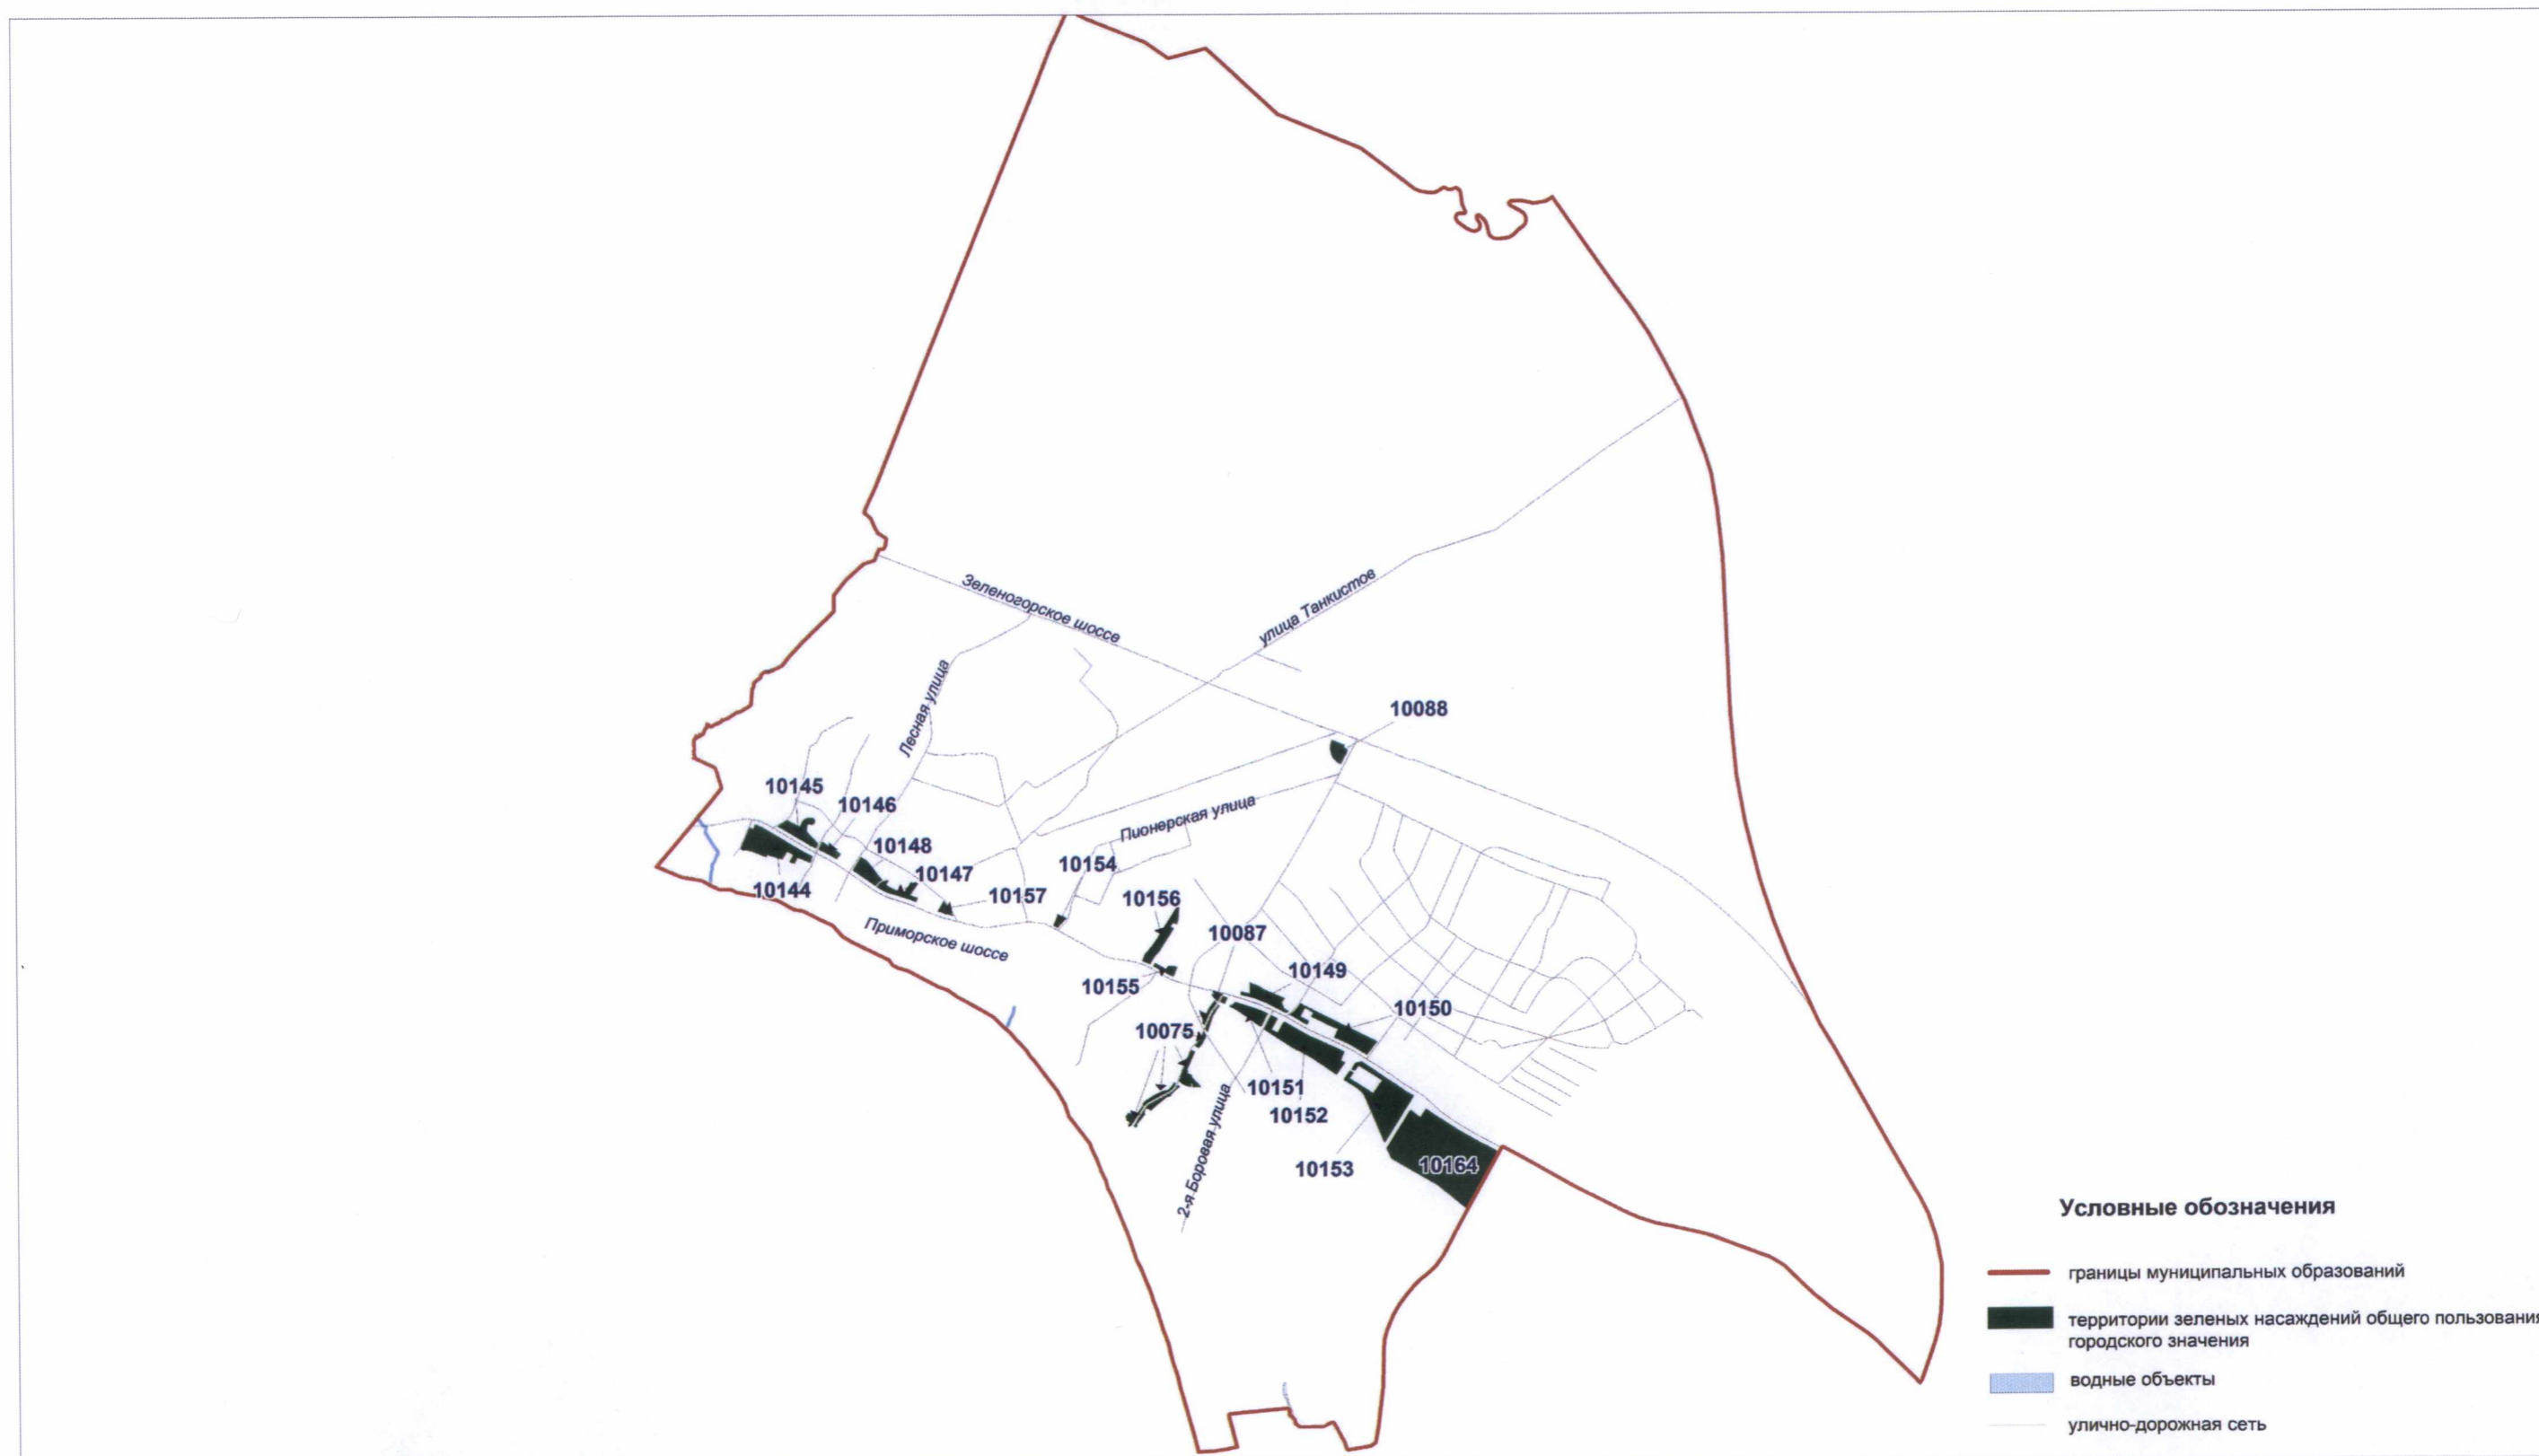 Зеленогорское шоссе
улица Танкистов
Лесная улица
10088
10145
10146
Пионерская улица
10148
10154
10147
10144
10157
10156
Приморское шоссе
10087
10149
10155
10150
10075
10151
10152
2-я Боровая улица
10153
10164
Условные обозначения
границы муниципальных образований
территории зеленых насаждений общего пользования
городского значения
водные объекты
улично-дорожная сеть